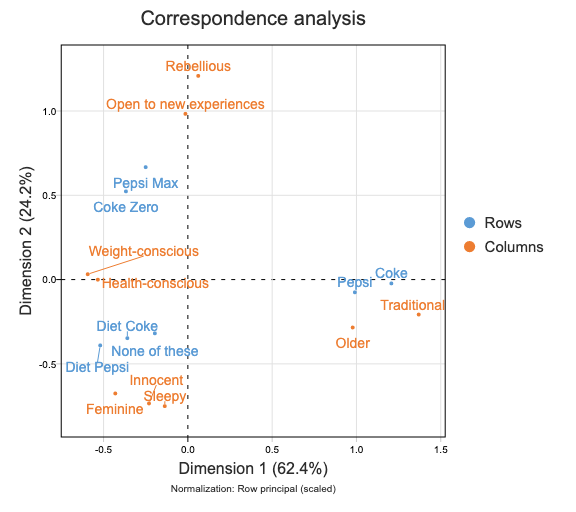 Correspondence analysis
Rebellious
Open to new experiences
1.0
Pepsi Max
0.5
Coke Zero
Rows
Columns
Weight-conscious
Health-conscious
Coke
Pepsi
0.0
Traditional
Older
Diet Coke
None of these
-0.5
Diet Pepsi
Innocent
Sleepy
Feminine
Dimension 2 (24.2%)
-0.5 0.0 0.5 1.0 1.5
Dimension 1 (62.4%)
Normalization: Row principal (scaled)